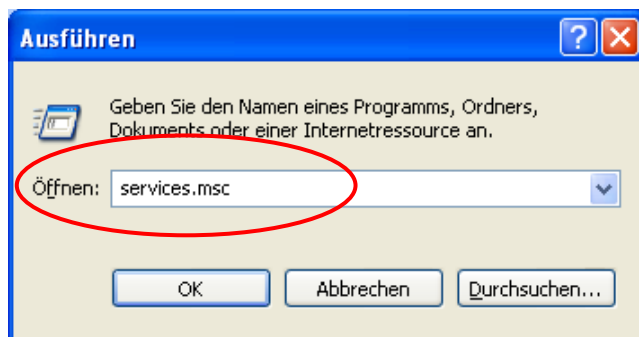 Ausführen
Geben Sie den Namen eines Programms, Ordners,
Dokuments oder einer Internetressource an.
Öffnen: services.msc
OK Abbrechen Durchsuchen...